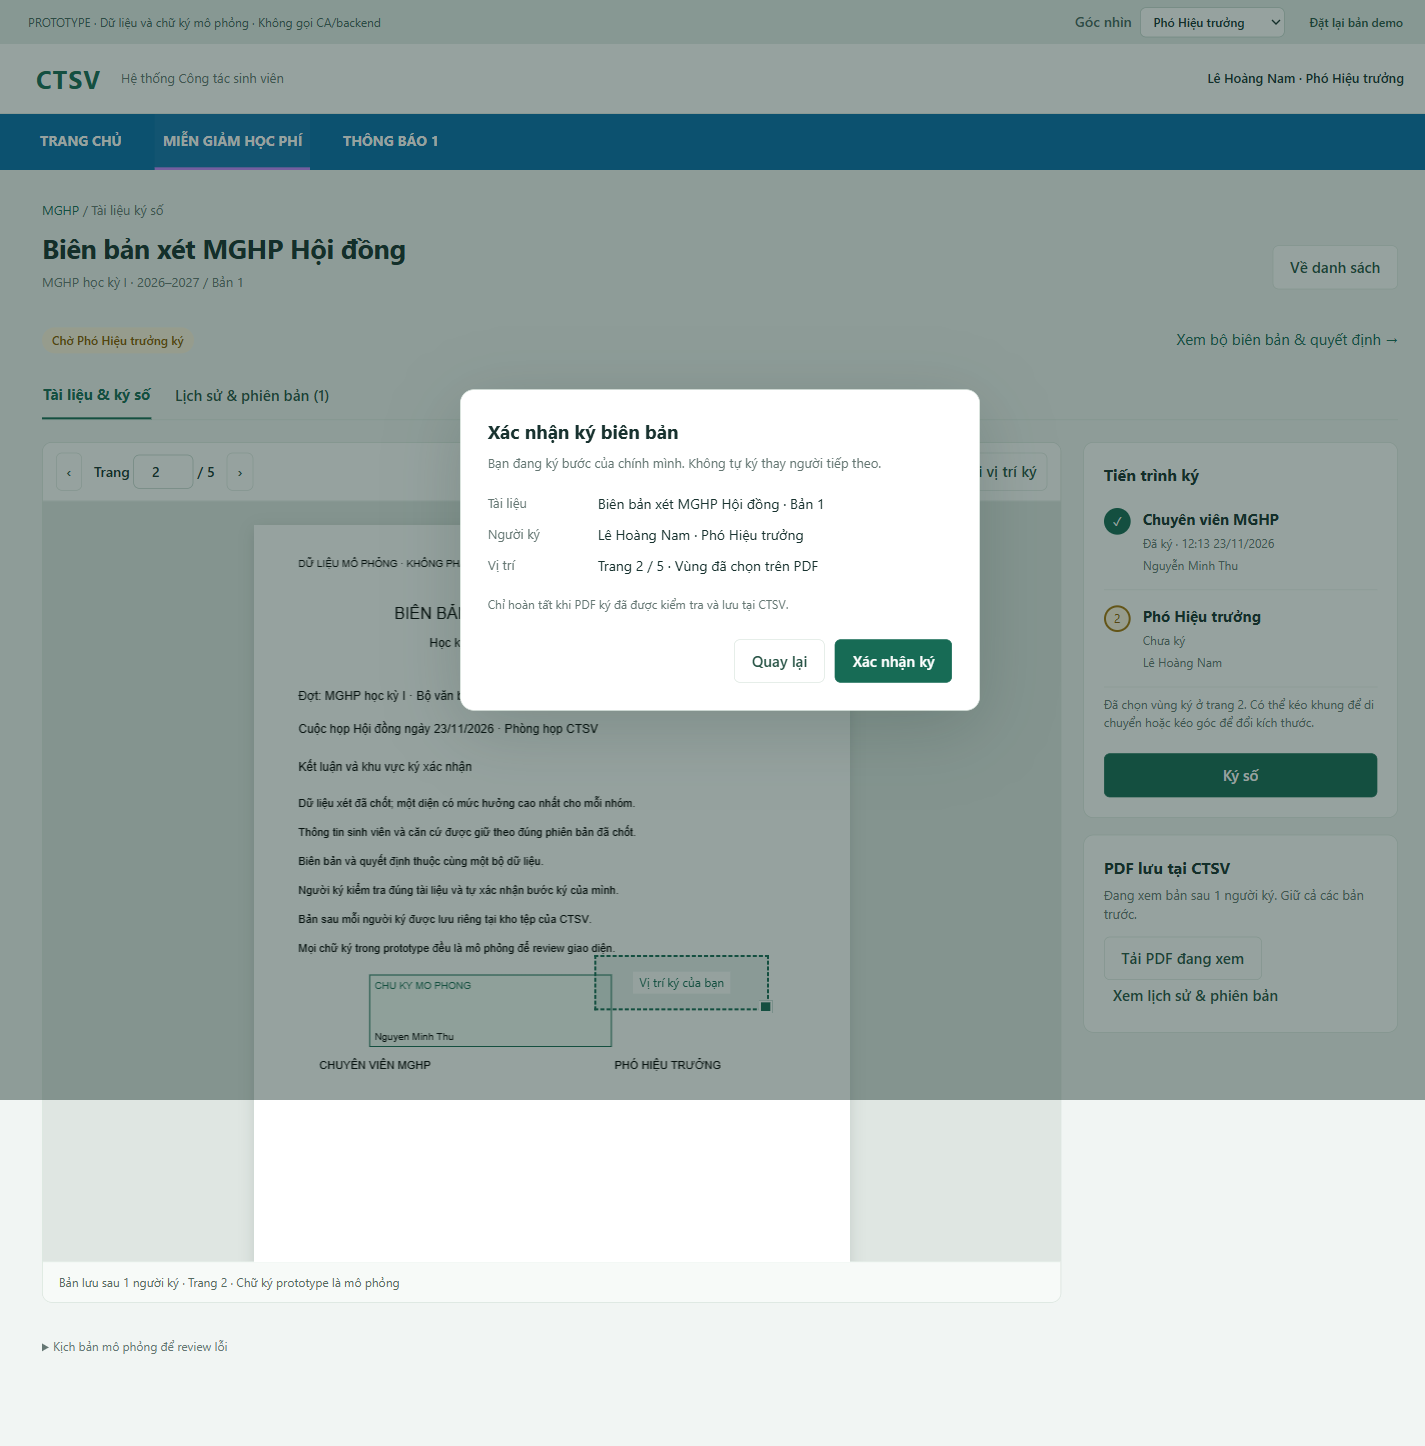 PROTOTYPE · Dữ liệu và chữ ký mô phỏng · Không gọi CA/backend
Góc nhìn
Phó Hiệu trưởng
Đặt lại bản demo
CTSV
Hệ thống Công tác sinh viên
Lê Hoàng Nam · Phó Hiệu trưởng
TRANG CHỦ
MIỄN GIẢM HỌC PHÍ
THÔNG BÁO 1
MGHP / Tài liệu ký số
Biên bản xét MGHP Hội đồng
MGHP học kỳ I · 2026–2027 / Bản 1
Về danh sách
Chờ Phó Hiệu trưởng ký
Xem bộ biên bản & quyết định →
Tài liệu & ký số
Lịch sử & phiên bản (1)
‹ Trang 2 / 5 ›
vị trí ký
Xác nhận ký biên bản
Bạn đang ký bước của chính mình. Không tự ký thay người tiếp theo.
Tài liệu Biên bản xét MGHP Hội đồng · Bản 1
Người ký Lê Hoàng Nam · Phó Hiệu trưởng
Vị trí Trang 2 / 5 · Vùng đã chọn trên PDF
Chỉ hoàn tất khi PDF ký đã được kiểm tra và lưu tại CTSV.
Quay lại
Xác nhận ký
DỮ LIỆU MÔ PHỎNG · KHÔNG
BIÊN
Học
Đợt: MGHP học kỳ I · Bộ văn
Cuộc họp Hội đồng ngày 23/11/2026 · Phòng họp CTSV
Kết luận và khu vực ký xác nhận
Dữ liệu xét đã chốt; một diện có mức hưởng cao nhất cho mỗi nhóm.
Thông tin sinh viên và căn cứ được giữ theo đúng phiên bản đã chốt.
Biên bản và quyết định thuộc cùng một bộ dữ liệu.
Người ký kiểm tra đúng tài liệu và tự xác nhận bước ký của mình.
Bản sau mỗi người ký được lưu riêng tại kho tệp của CTSV.
Mọi chữ ký trong prototype đều là mô phỏng để review giao diện.
CHU KY MO PHONG
Nguyen Minh Thu
Vị trí ký của bạn
CHUYÊN VIÊN MGHP
PHÓ HIỆU TRƯỞNG
Bản lưu sau 1 người ký · Trang 2 · Chữ ký prototype là mô phỏng
Tiến trình ký
✓ Chuyên viên MGHP
Đã ký · 12:13 23/11/2026
Nguyễn Minh Thu
2 Phó Hiệu trưởng
Chưa ký
Lê Hoàng Nam
Đã chọn vùng ký ở trang 2. Có thể kéo khung để di
chuyển hoặc kéo góc để đổi kích thước.
Ký số
PDF lưu tại CTSV
Đang xem bản sau 1 người ký. Giữ cả các bản
trước.
Tải PDF đang xem
Xem lịch sử & phiên bản
▶ Kịch bản mô phỏng để review lỗi